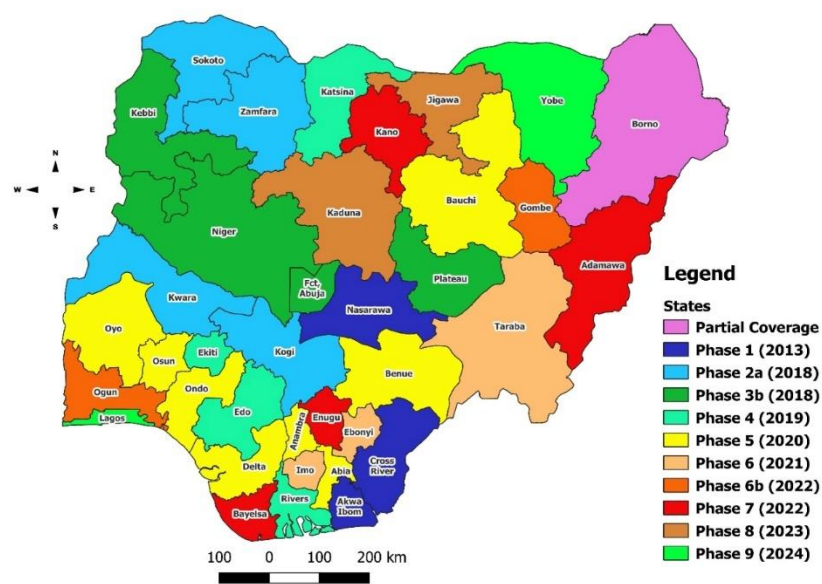 Sokoto
Katsina
Kebbi
Zamfara
Jigawa
Yobe
Kano
Borno
N
W E
S
Kaduna
Bauchi
Gombe
Niger
Adamawa
Fct,
Abuja
Plateau
Kwara
Nasarawa
Taraba
Oyo
Osun
Ekiti
Kogi
Benue
Ogun
Ondo
Lagos
Edo
Enugu
Anambra
Ebonyi
Delta
Imo
Abia
Cross
River
Bayelsa
Rivers
Akwa
Ibom
Legend
States
Partial Coverage
Phase 1 (2013)
Phase 2a (2018)
Phase 3b (2018)
Phase 4 (2019)
Phase 5 (2020)
Phase 6 (2021)
Phase 6b (2022)
Phase 7 (2022)
Phase 8 (2023)
Phase 9 (2024)
100 0 100 200 km